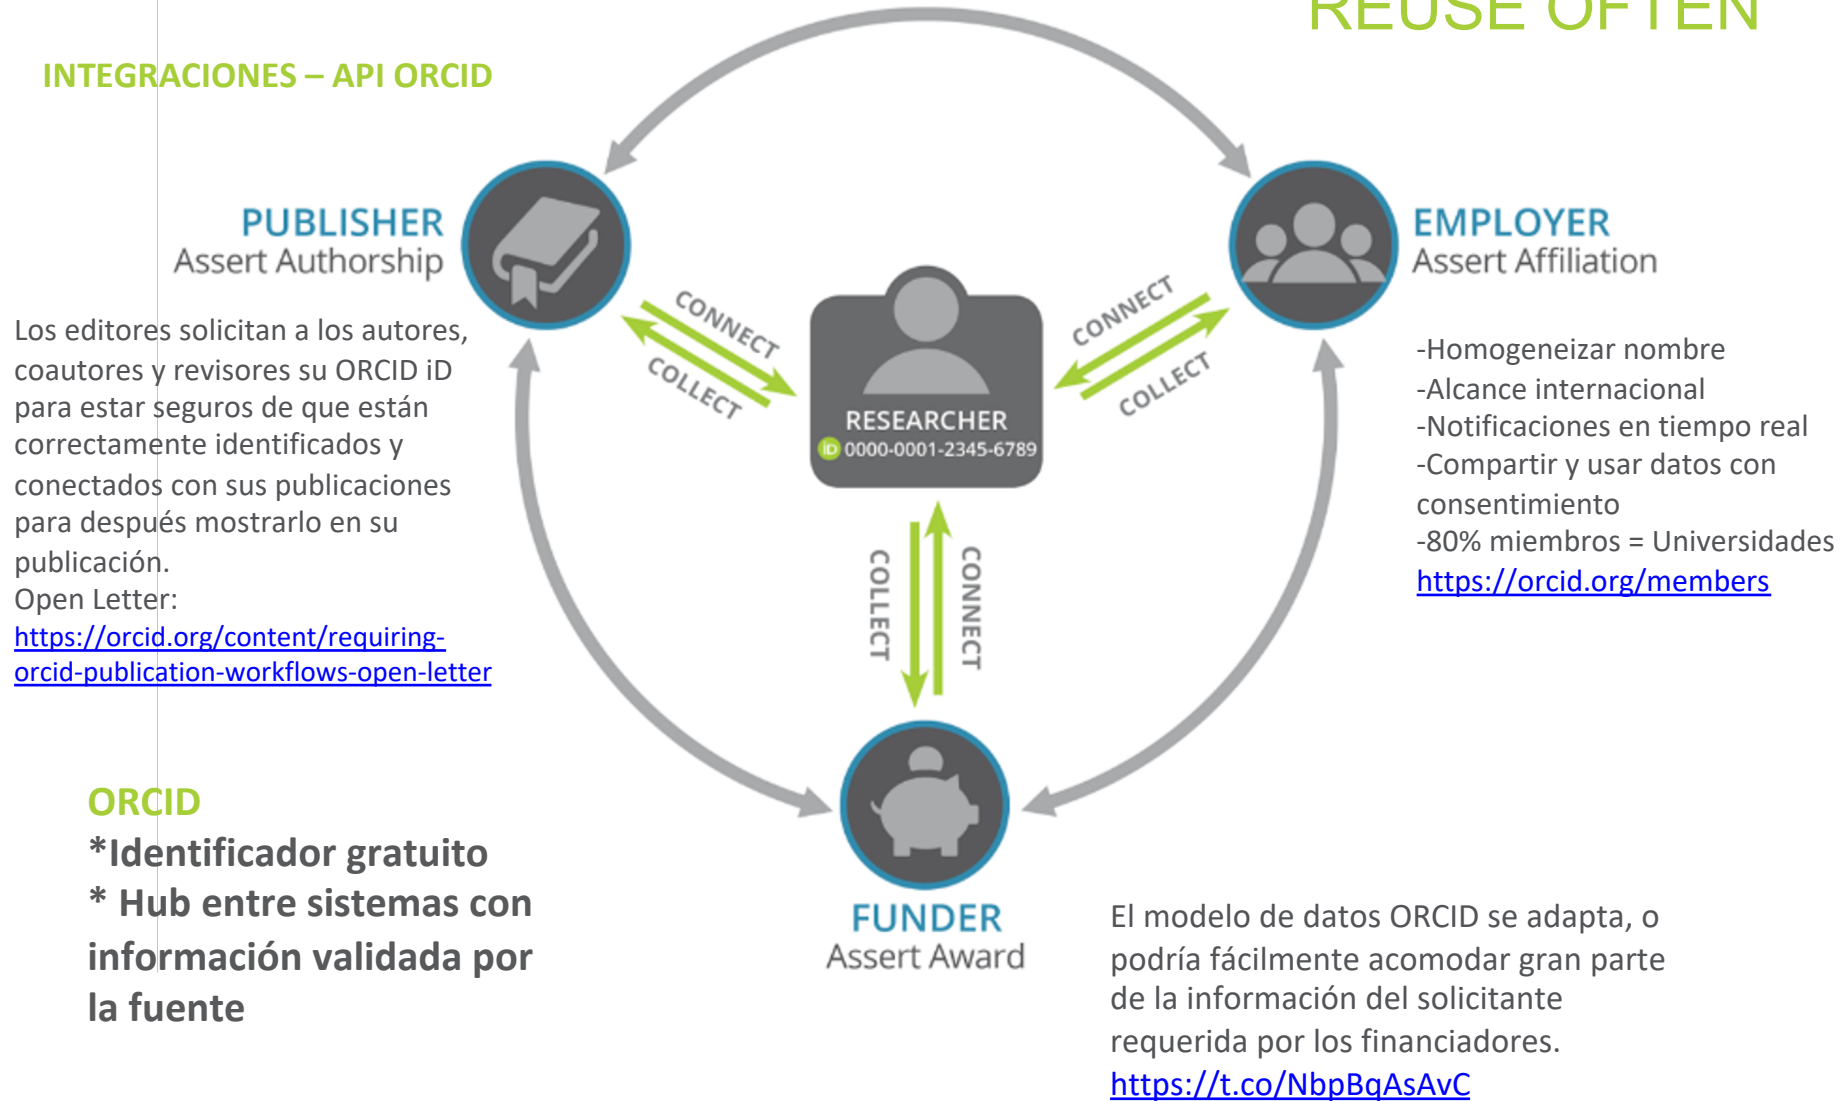 REUSE OFTEN
INTEGRACIONES – API ORCID
PUBLISHER
Assert Authorship
EMPLOYER
Assert Affiliation
Los editores solicitan a los autores,
coautores y revisores su ORCID iD
para estar seguros de que están
correctamente identificados y
conectados con sus publicaciones
para después mostrarlo en su
publicación.
Open Letter:
https://orcid.org/content/requiring-
orcid-publication-workflows-open-letter
CONNECT
COLLECT
RESEARCHER
iD 0000-0001-2345-6789
CONNECT
COLLECT
COLLECT
CONNECT
-Homogeneizar nombre
-Alcance internacional
-Notificaciones en tiempo real
-Compartir y usar datos con
consentimiento
-80% miembros = Universidades
https://orcid.org/members
ORCID
*Identificador gratuito
* Hub entre sistemas con
información validada por
la fuente
FUNDER
Assert Award
El modelo de datos ORCID se adapta, o
podría fácilmente acomodar gran parte
de la información del solicitante
requerida por los financiadores.
https://t.co/NbpBqAsAvC